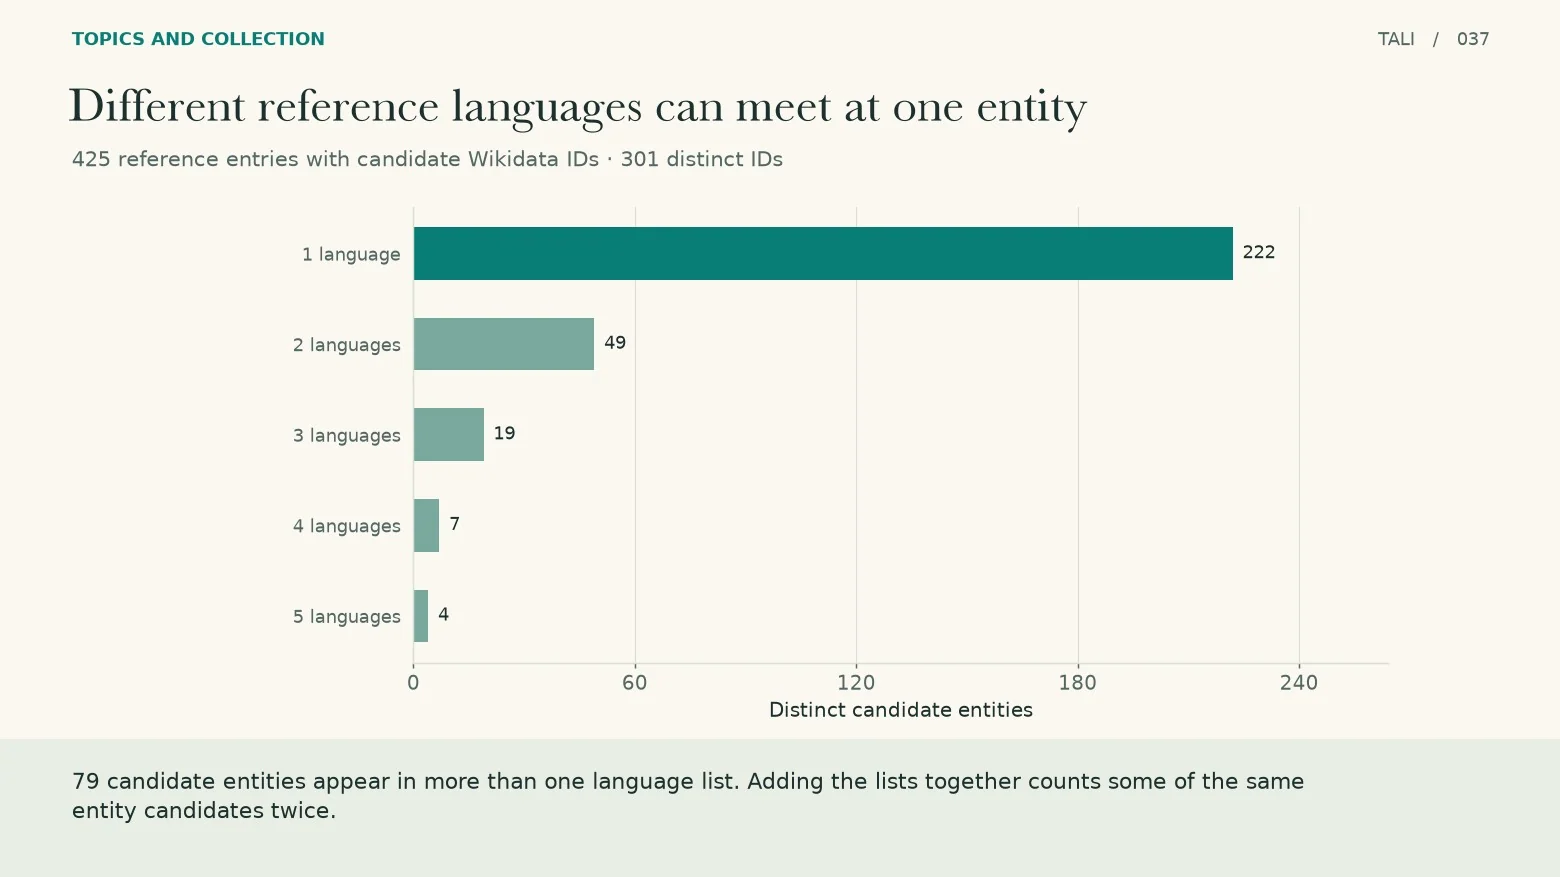 TOPICS AND COLLECTION
TALI / 037
Different reference languages can meet at one entity
425 reference entries with candidate Wikidata IDs · 301 distinct IDs
1 language
222
2 languages
49
3 languages
19
4 languages
7
5 languages
4
0 60 120 180 240
Distinct candidate entities
79 candidate entities appear in more than one language list. Adding the lists together counts some of the same
entity candidates twice.